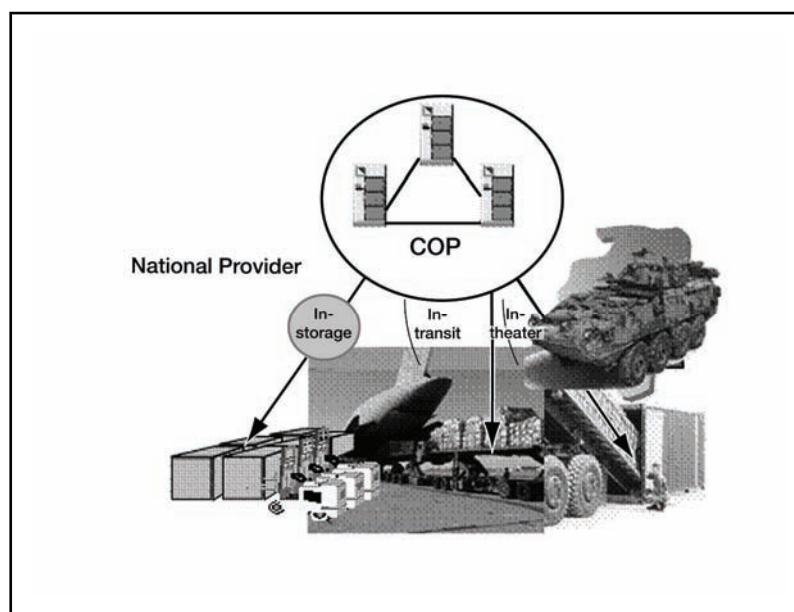 COP
National Provider
In-
storage
In-
transit
In-
theater